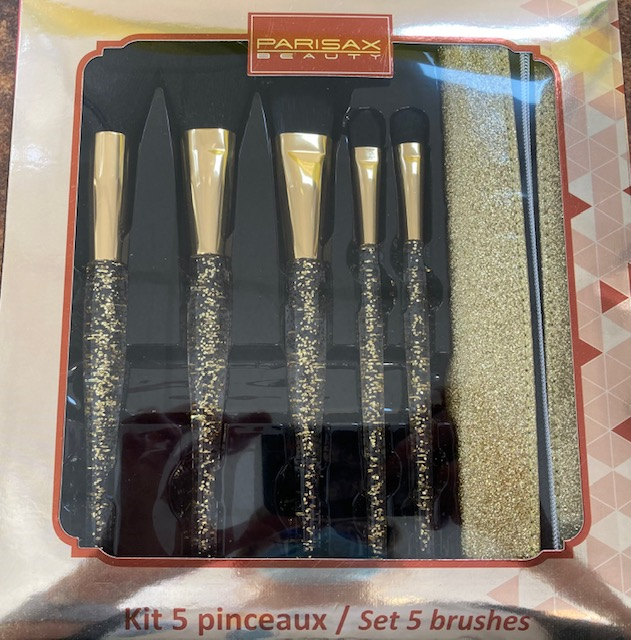 PARISAX
BEAUTY
Kit 5 pinceaux / Set 5 brushes